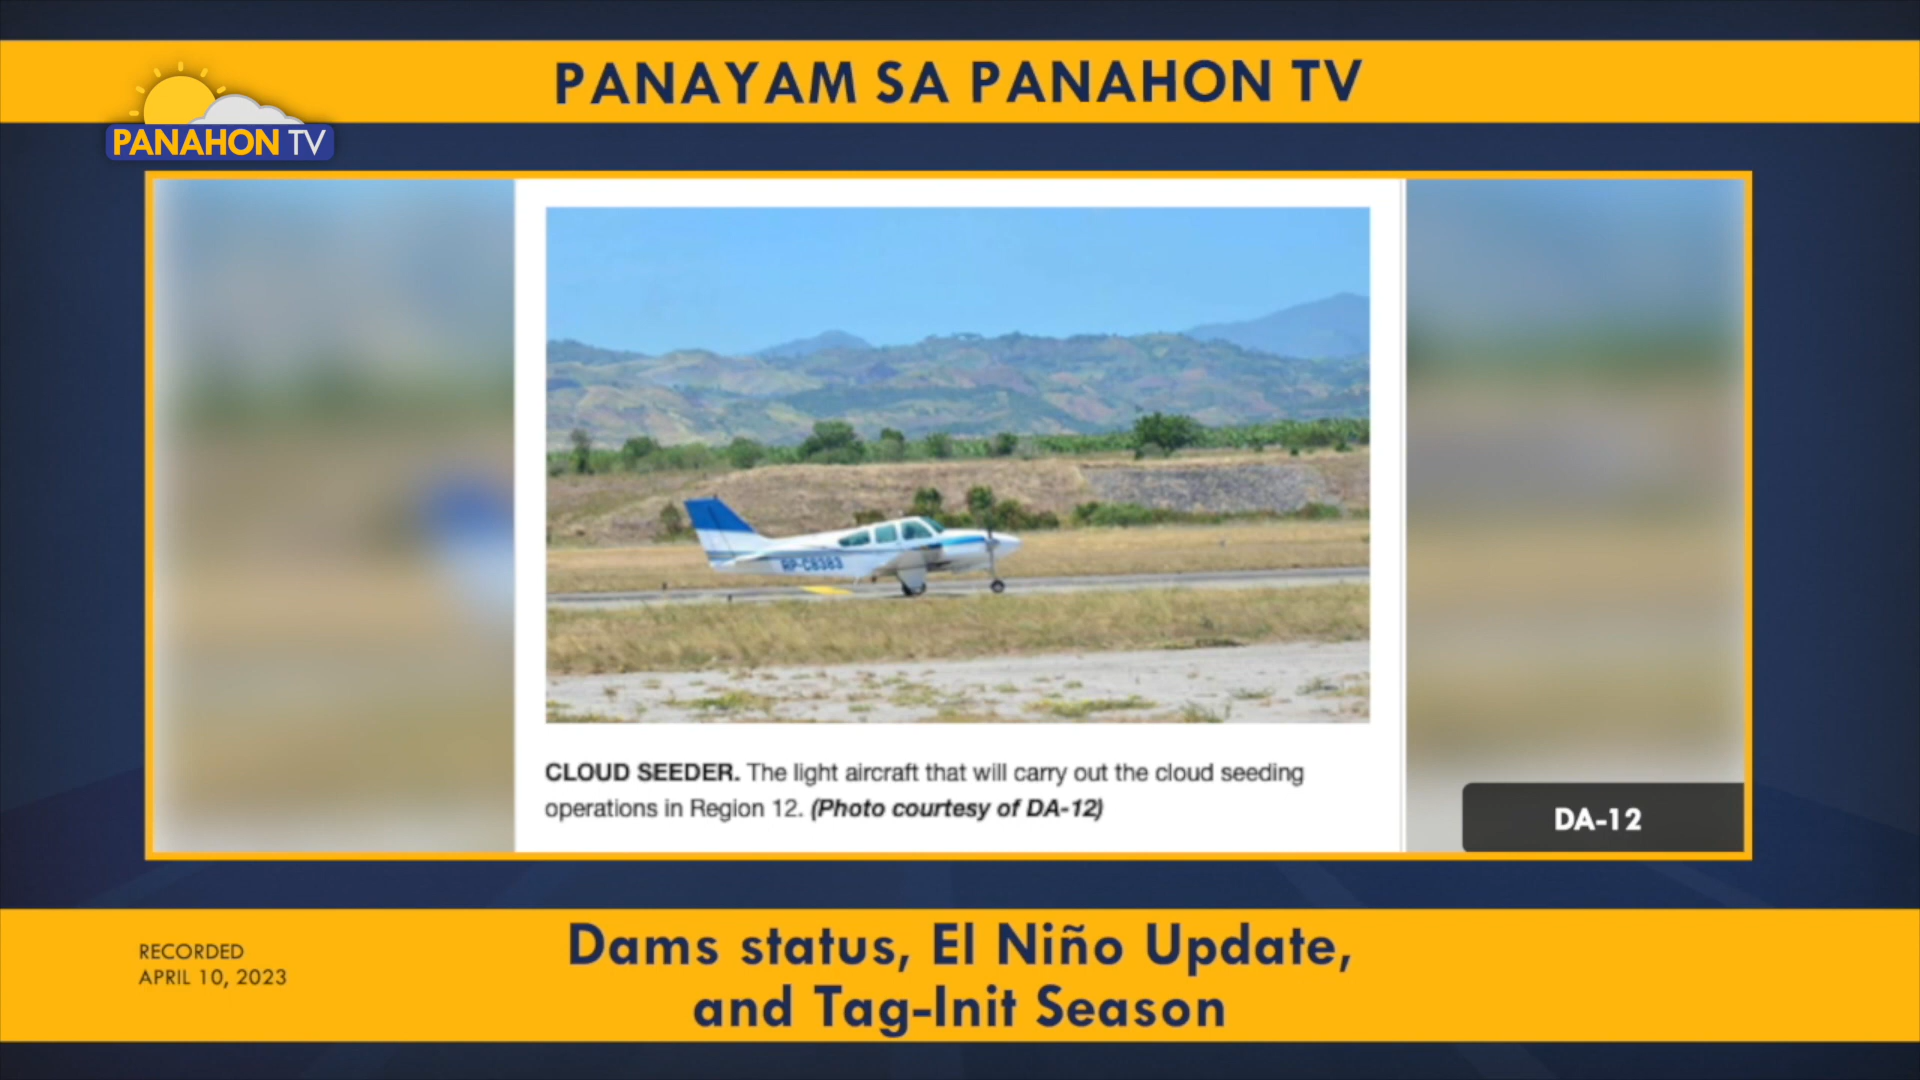 PANAYAM SA PANAHON TV
PANAHON TV
RP-C8383
CLOUD SEEDER. The light aircraft that will carry out the cloud seeding
operations in Region 12. (Photo courtesy of DA-12)
DA-12
RECORDED
APRIL 10, 2023
Dams status, El Niño Update,
and Tag-Init Season